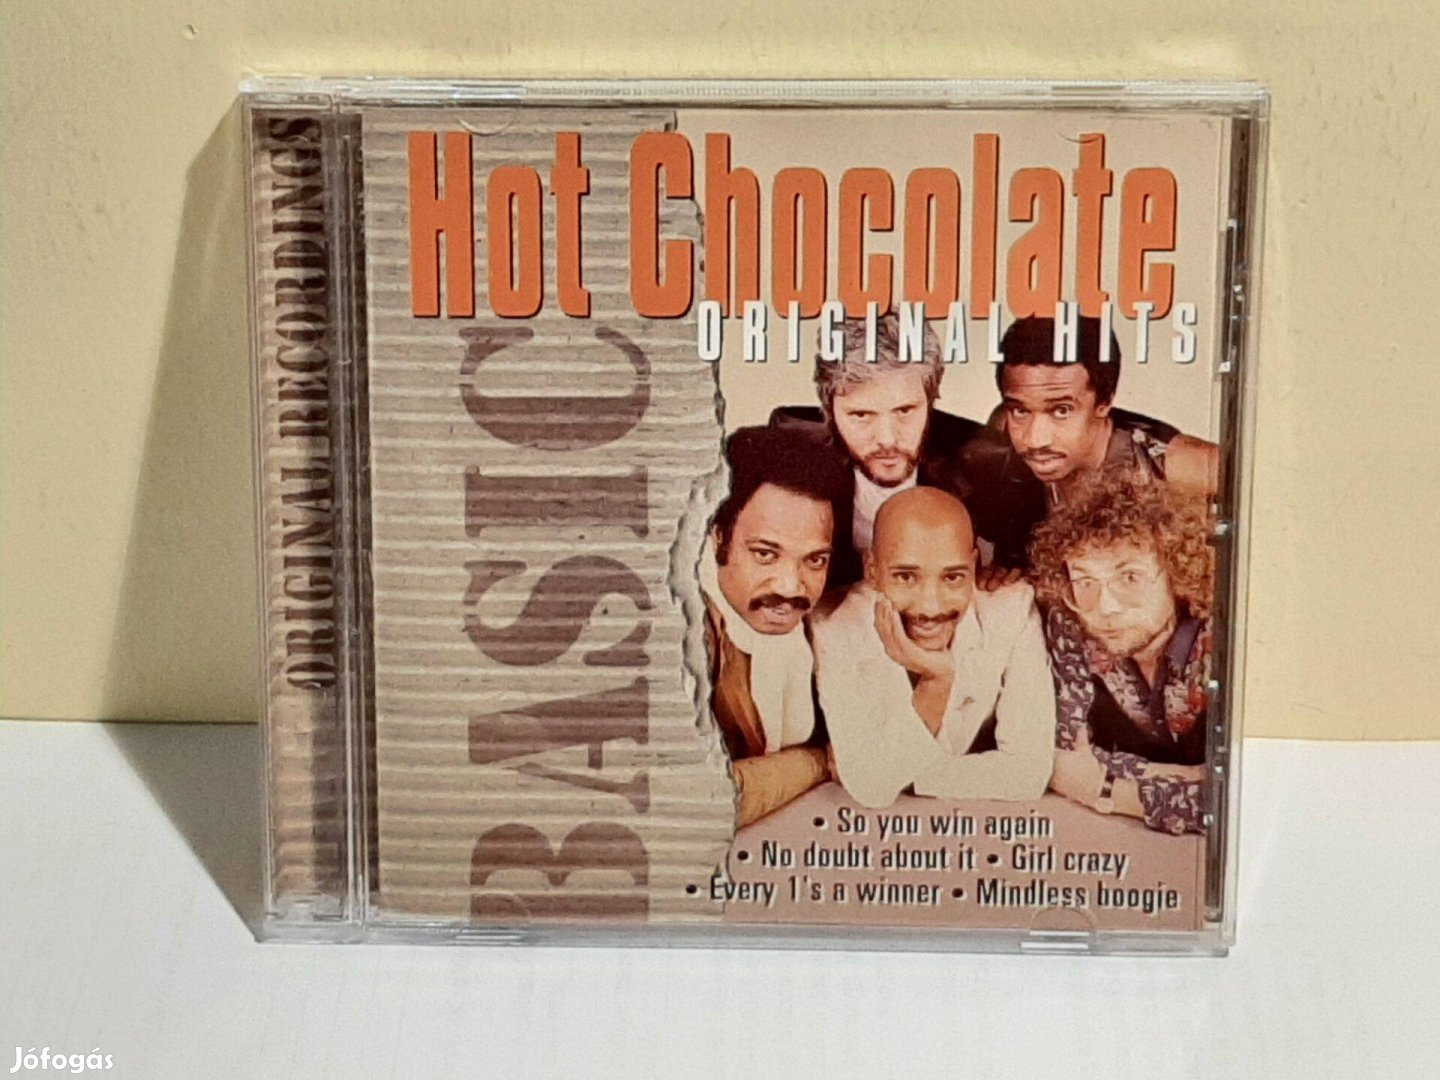 ORIGINAL RECORDINGS
BASIC
Hot Chocolate
ORIGINAL HITS
• So you win again
• No doubt about it • Girl crazy
• Every 1's a winner • Mindless boogie
Jófogás